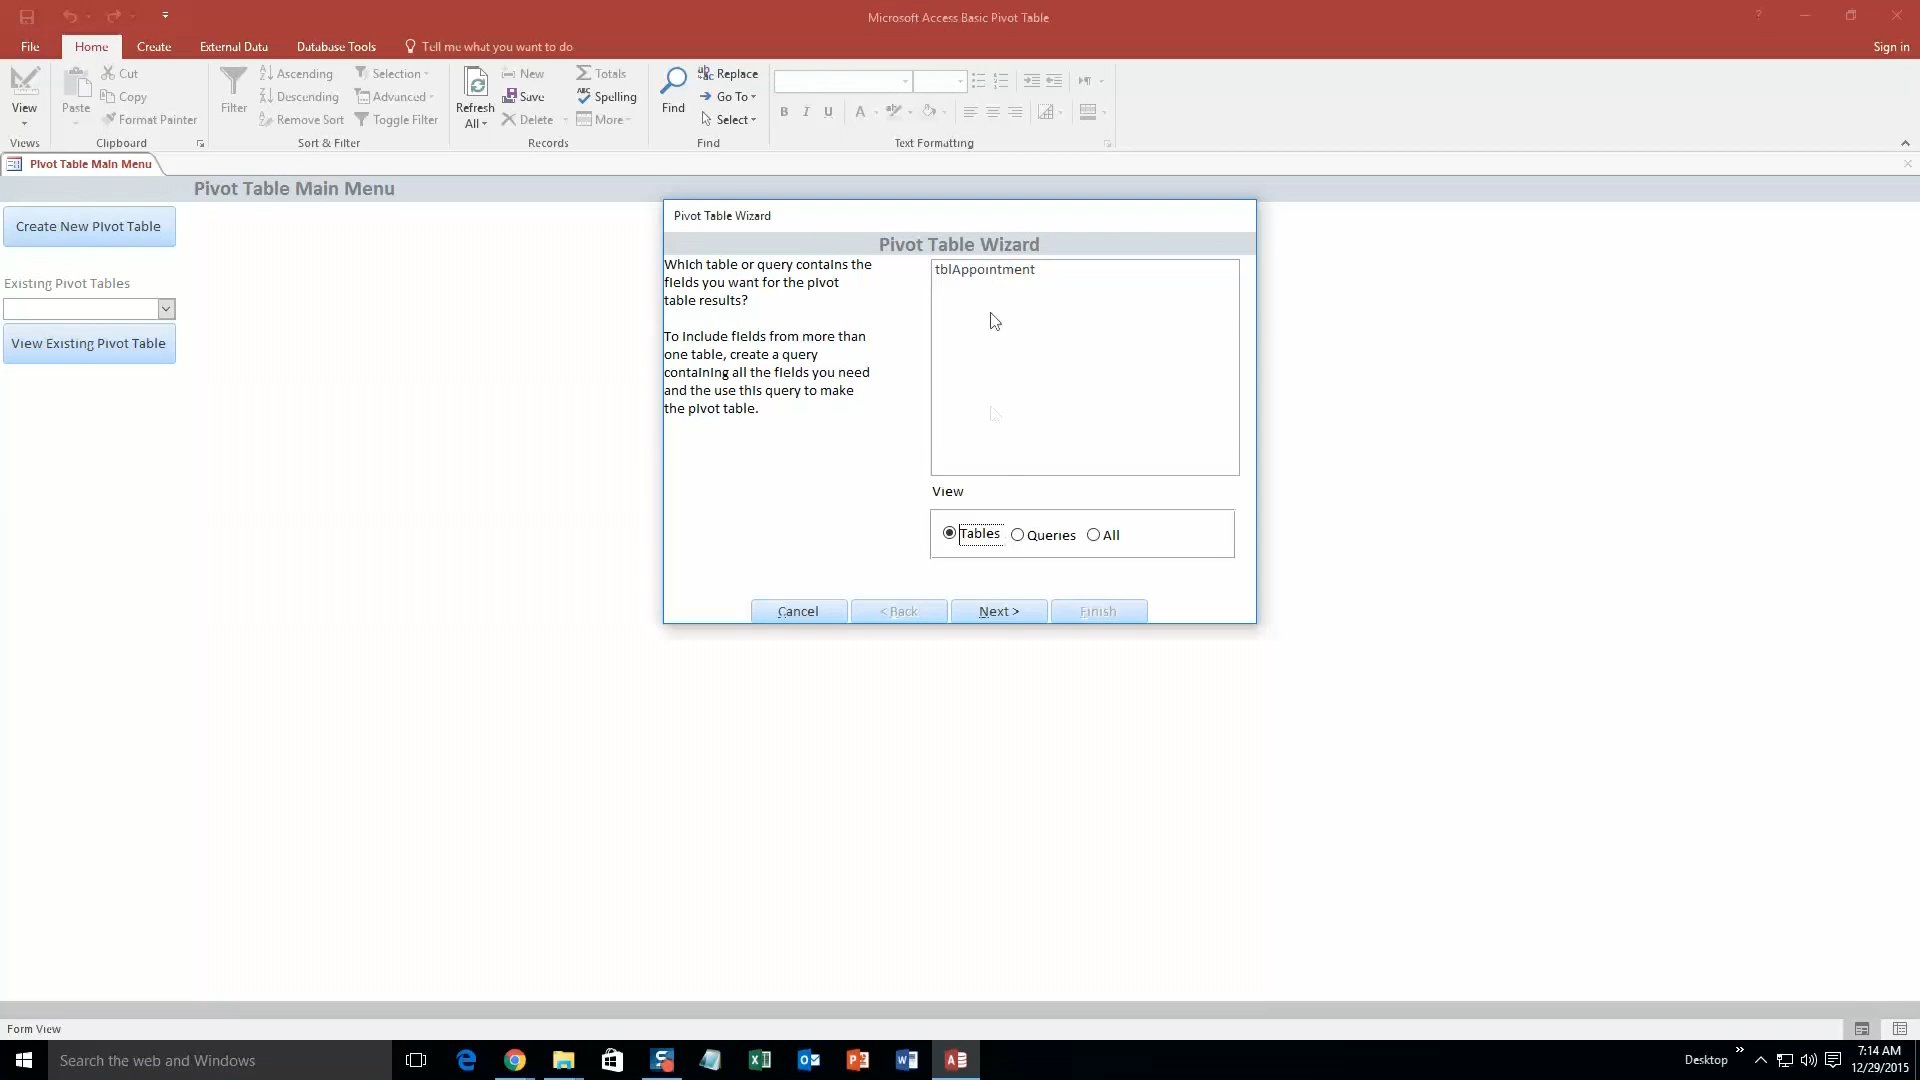 Microsoft Access Basic Pivot Table
?
File Home Create External Data Database Tools Tell me what you want to do Sign in
View
Views
Paste
Cut
Copy
Format Painter
Clipboard
Filter
Ascending
Descending
Remove Sort
Selection
Advanced
Toggle Filter
Sort & Filter
Refresh
All
New
Save
Delete
Totals
Spelling
More
Records
Find
Replace
Go To
Select
Find
B I U A
Text Formatting
Pivot Table Main Menu
Pivot Table Main Menu
Create New Pivot Table
Existing Pivot Tables
View Existing Pivot Table
Pivot Table Wizard
Pivot Table Wizard
Which table or query contains the
fields you want for the pivot
table results?
To include fields from more than
one table, create a query
containing all the fields you need
and the use this query to make
the pivot table.
tblAppointment
View
Tables Queries All
Cancel < Back Next > Finish
Form View
Search the web and Windows
Desktop
7:14 AM
12/29/2015